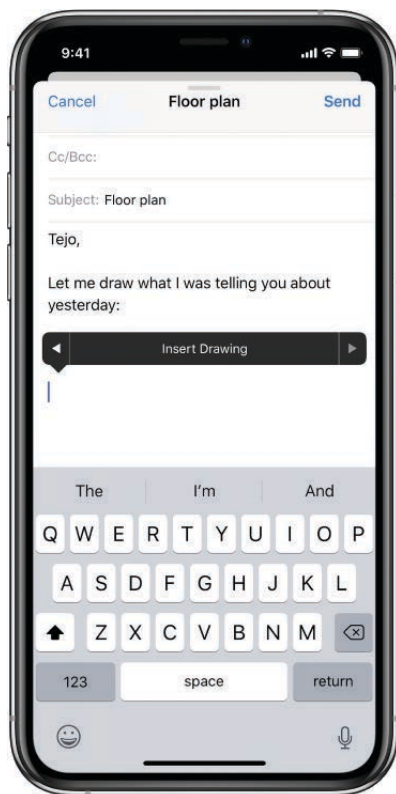 9:41
Cancel Floor plan Send
Cc/Bcc:
Subject: Floor plan
Tejo,
Let me draw what I was telling you about
yesterday:
◀ Insert Drawing ▶
The I'm And
Q W E R T Y U I O P
A S D F G H J K L
Z X C V B N M
123 space return